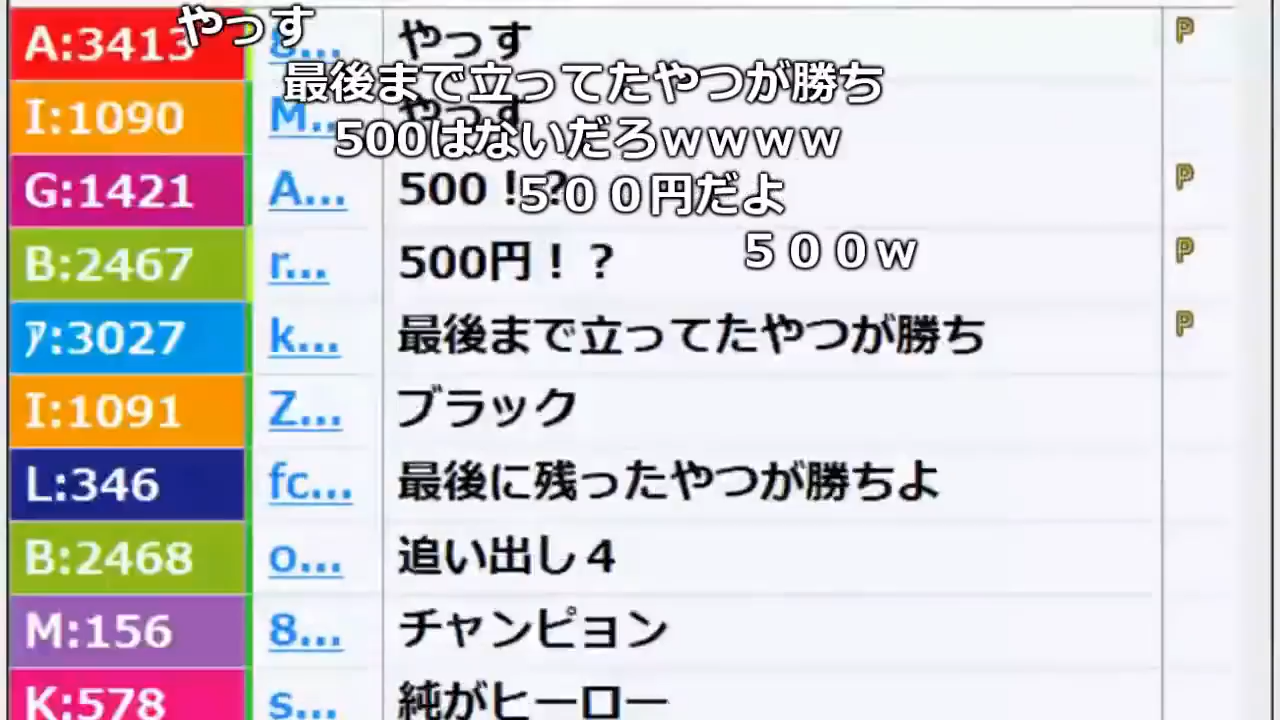 A:3413 8... やっす P
やっす
最後まで立ってたやつが勝ち
I:1090 M... やっす
500はないだろｗｗｗｗ
G:1421 A... 500！？ P
５００円だよ
B:2467 r... 500円！？ P
５００ｗ
ｱ:3027 k... 最後まで立ってたやつが勝ち P
I:1091 Z... ブラック
L:346 fc... 最後に残ったやつが勝ちよ
B:2468 o... 追い出し４
M:156 8... チャンピョン
K:578 s... 純がヒーロー